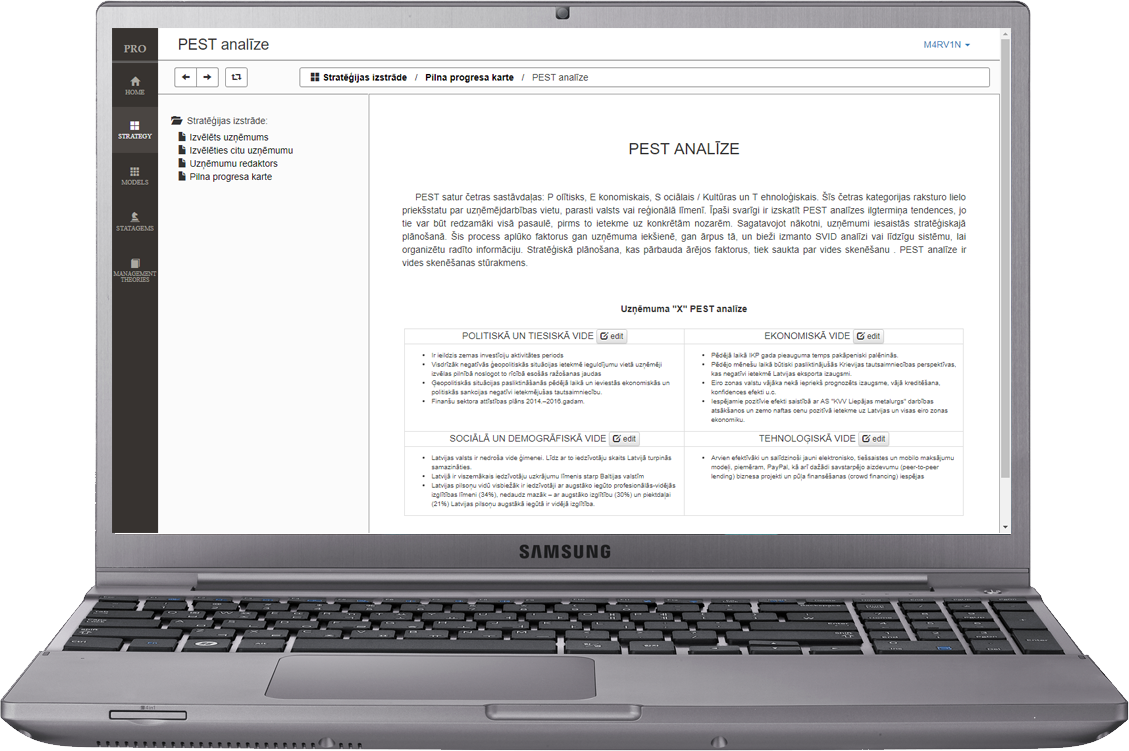 PRO
PEST analīze
M4RV1N
HOME
STRATEGY
MODELS
STATAGEMS
MANAGEMENT
THEORIES
Stratēģijas izstrāde / Pilna progresa karte / PEST analīze
Stratēģijas izstrāde:
Izvēlēts uzņēmums
Izvēlēties citu uzņēmumu
Uzņēmumu redaktors
Pilna progresa karte
PEST ANALĪZE
PEST satur četras sastāvdaļas: P olītisks, E konomiskais, S ociālais / Kultūras un T ehnoloģiskais. Šīs četras kategorijas raksturo lielo
priekšstatu par uzņēmējdarbības vietu, parasti valsts vai reģionālā līmenī. Īpaši svarīgi ir izskatīt PEST analīzes ilgtermiņa tendences, jo
tie var būt redzamāki visā pasaulē, pirms to ietekme uz konkrētām nozarēm. Sagatavojot nākotni, uzņēmumi iesaistās stratēģiskajā
plānošanā. Šis process aplūko faktorus gan uzņēmuma iekšienē, gan ārpus tā, un bieži izmanto SVID analīzi vai līdzīgu sistēmu, lai
organizētu radīto informāciju. Stratēģiskā plānošana, kas pārbauda ārējos faktorus, tiek saukta par vides skenēšanu . PEST analīze ir
vides skenēšanas stūrakmens.
Uzņēmuma "X" PEST analīze
POLITISKĀ UN TIESISKĀ VIDE edit
Ir ieildzis zemas investīciju aktivitātes periods
Visdrīzāk negatīvās ģeopolitiskās situācijas ietekmē ieguldījumu vietā uzņēmēji
izvēlas pilnībā noslogot to rīcībā esošās ražošanas jaudas
Ģeopolitiskās situācijas pasliktināšanās pēdējā laikā un ieviestās ekonomiskās un
politiskās sankcijas negatīvi ietekmējušas tautsaimniecību.
Finanšu sektora attīstības plāns 2014.–2016.gadam.
EKONOMISKĀ VIDE edit
Pēdējā laikā IKP gada pieauguma temps pakāpeniski palēninās.
Pēdējo mēnešu laikā būtiski pasliktinājušās Krievijas tautsaimniecības perspektīvas,
kas negatīvi ietekmē Latvijas eksporta izaugsmi.
Eiro zonas valstu vājāka nekā iepriekš prognozēts izaugsme, vājā kreditēšana,
konfidences efekti u.c.
Iespējamie pozitīvie efekti saistībā ar AS "KVV Liepājas metalurgs" darbības
atsākšanos un zemo naftas cenu pozitīvā ietekme uz Latvijas un visas eiro zonas
ekonomiku.
SOCIĀLĀ UN DEMOGRĀFISKĀ VIDE edit
Latvijas valsts ir nedroša vide ģimenei. Līdz ar to iedzīvotāju skaits Latvijā turpinās
samazināties.
Latvijā ir viszemākais iedzīvotāju uzkrājumu līmenis starp Baltijas valstīm
Latvijas pilsoņu vidū visbiežāk ir iedzīvotāji ar augstāko iegūto profesionālās-vidējās
izglītības līmeni (34%), nedaudz mazāk – ar augstāko izglītību (30%) un piektdaļai
(21%) Latvijas pilsoņu augstākā iegūtā ir vidējā izglītība.
TEHNOLOĢISKĀ VIDE edit
Arvien efektīvāki un salīdzinoši jauni elektronisko, tiešsaistes un mobilo maksājumu
modeļi, piemēram, PayPal, kā arī dažādi savstarpējo aizdevumu (peer-to-peer
lending) biznesa projekti un pūļa finansēšanas (crowd financing) iespējas
SAMSUNG